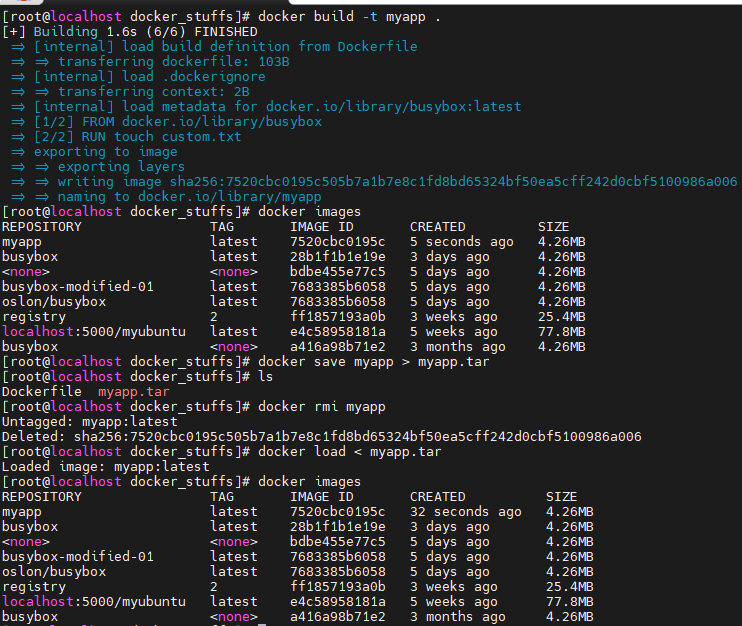 [root@localhost docker_stuffs]# docker build -t myapp .
[+] Building 1.6s (6/6) FINISHED
⇒ [internal] load build definition from Dockerfile
⇒ ⇒ transferring dockerfile: 103B
⇒ [internal] load .dockerignore
⇒ ⇒ transferring context: 2B
⇒ [internal] load metadata for docker.io/library/busybox:latest
⇒ [1/2] FROM docker.io/library/busybox
⇒ [2/2] RUN touch custom.txt
⇒ exporting to image
⇒ ⇒ exporting layers
⇒ ⇒ writing image sha256:7520cbc0195c505b7a1b7e8c1fd8bd65324bf50ea5cff242d0cbf5100986a006
⇒ ⇒ naming to docker.io/library/myapp
[root@localhost docker_stuffs]# docker images
REPOSITORY TAG IMAGE ID CREATED SIZE
myapp latest 7520cbc0195c 5 seconds ago 4.26MB
busybox latest 28b1f1b1e19e 3 days ago 4.26MB
<none> <none> bdbe455e77c5 5 days ago 4.26MB
busybox-modified-01 latest 7683385b6058 5 days ago 4.26MB
oslon/busybox latest 7683385b6058 5 days ago 4.26MB
registry 2 ff1857193a0b 3 weeks ago 25.4MB
localhost:5000/myubuntu latest e4c58958181a 5 weeks ago 77.8MB
busybox <none> a416a98b71e2 3 months ago 4.26MB
[root@localhost docker_stuffs]# docker save myapp > myapp.tar
[root@localhost docker_stuffs]# ls
Dockerfile myapp.tar
[root@localhost docker_stuffs]# docker rmi myapp
Untagged: myapp:latest
Deleted: sha256:7520cbc0195c505b7a1b7e8c1fd8bd65324bf50ea5cff242d0cbf5100986a006
[root@localhost docker_stuffs]# docker load < myapp.tar
Loaded image: myapp:latest
[root@localhost docker_stuffs]# docker images
REPOSITORY TAG IMAGE ID CREATED SIZE
myapp latest 7520cbc0195c 32 seconds ago 4.26MB
busybox latest 28b1f1b1e19e 3 days ago 4.26MB
<none> <none> bdbe455e77c5 5 days ago 4.26MB
busybox-modified-01 latest 7683385b6058 5 days ago 4.26MB
oslon/busybox latest 7683385b6058 5 days ago 4.26MB
registry 2 ff1857193a0b 3 weeks ago 25.4MB
localhost:5000/myubuntu latest e4c58958181a 5 weeks ago 77.8MB
busybox <none> a416a98b71e2 3 months ago 4.26MB